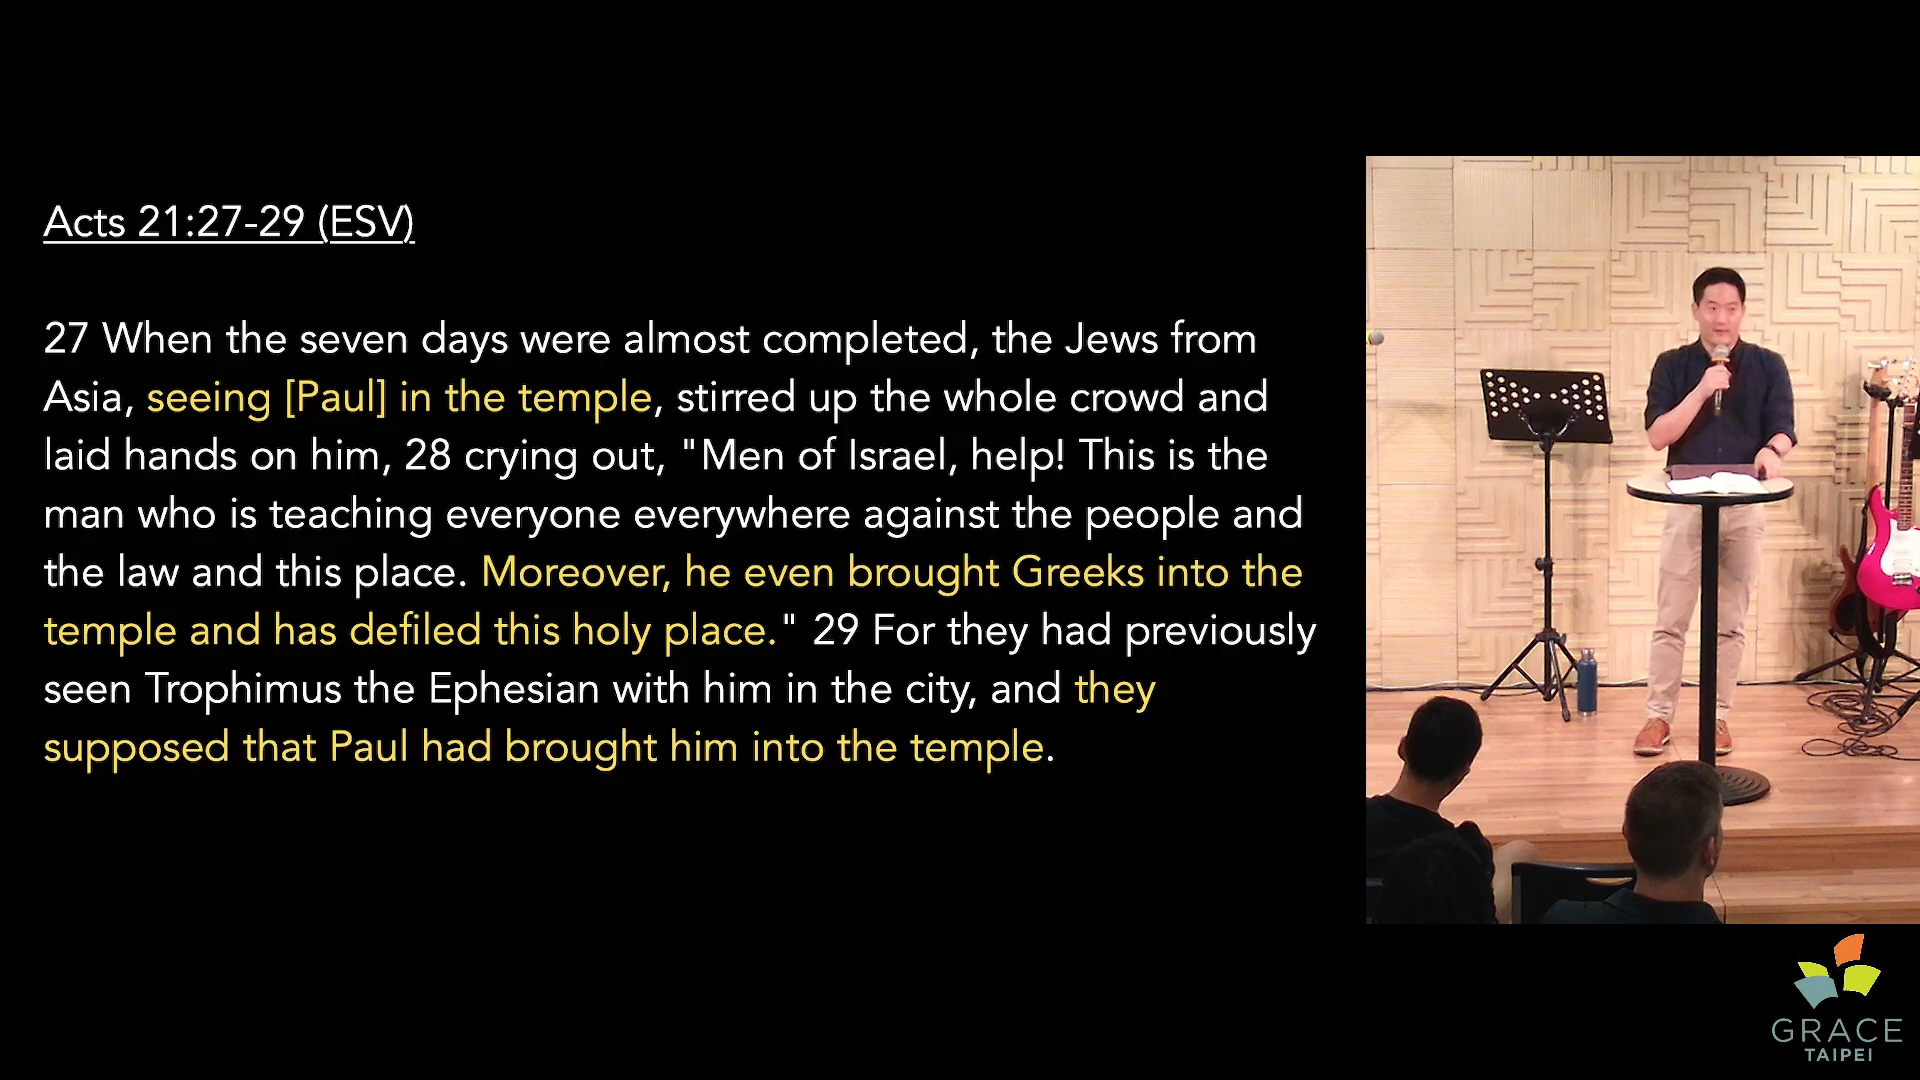 Acts 21:27-29 (ESV)
27 When the seven days were almost completed, the Jews from
Asia, seeing [Paul] in the temple, stirred up the whole crowd and
laid hands on him, 28 crying out, "Men of Israel, help! This is the
man who is teaching everyone everywhere against the people and
the law and this place. Moreover, he even brought Greeks into the
temple and has defiled this holy place." 29 For they had previously
seen Trophimus the Ephesian with him in the city, and they
supposed that Paul had brought him into the temple.
GRACE
TAIPEI